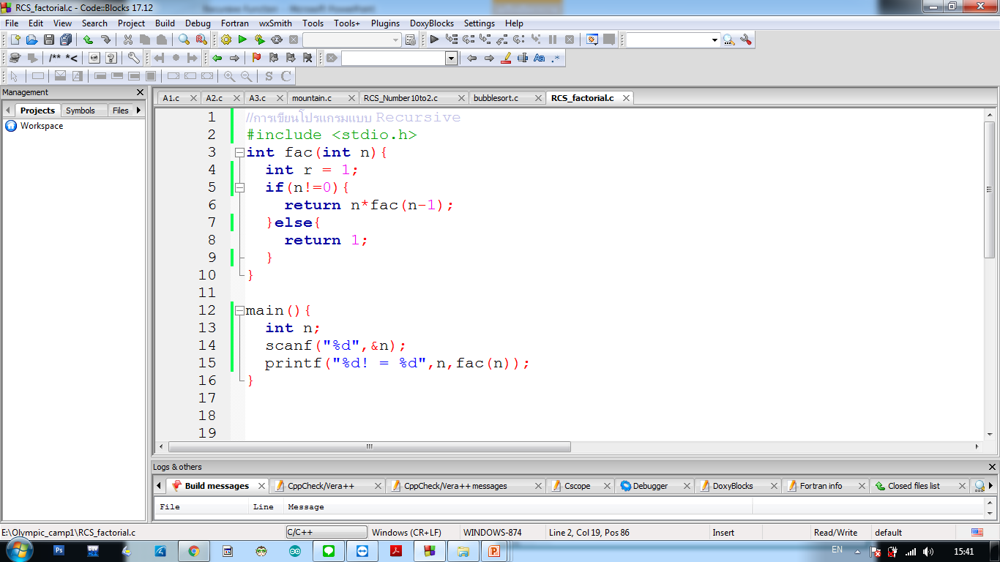 RCS_factorial.c - Code::Blocks 17.12
File Edit View Search Project Build Debug Fortran wxSmith Tools Tools+ Plugins DoxyBlocks Settings Help
/** *<
S C
Management
Projects Symbols Files
Workspace
A1.c A2.c A3.c mountain.c RCS_Number10to2.c bubblesort.c RCS_factorial.c
1 //การเขียนโปรแกรมแบบ Recursive
2 #include <stdio.h>
3 int fac(int n){
4 int r = 1;
5 if(n!=0){
6 return n*fac(n-1);
7 }else{
8 return 1;
9 }
10 }
11
12 main(){
13 int n;
14 scanf("%d",&n);
15 printf("%d! = %d",n,fac(n));
16 }
17
18
19
Logs & others
Build messages CppCheck/Vera++ CppCheck/Vera++ messages Cscope Debugger DoxyBlocks Fortran info Closed files list
File Line Message
E:\Olympic_camp1\RCS_factorial.c C/C++ Windows (CR+LF) WINDOWS-874 Line 2, Col 19, Pos 86 Insert Read/Write default
EN 15:41